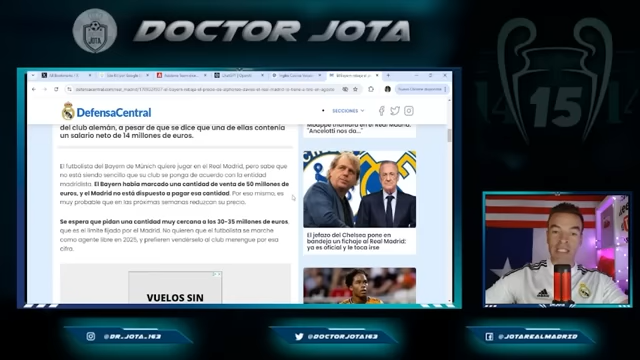 DOCTOR JOTA
JOTA
15
DefensaCentral
SECCIONES
del club alemán, a pesar de que se dice que una de ellas contenía
un salario neto de 14 millones de euros.
"Ancelotti nos da..."
El futbolista del Bayern de Múnich quiere jugar en el Real Madrid, pero sabe que
no está siendo sencillo que su club se ponga de acuerdo con la entidad
madridista. El Bayern había marcado una cantidad de venta de 50 millones de
euros, y el Madrid no está dispuesto a pagar esa cantidad. Por eso mismo, es
muy probable que en las próximas semanas reduzcan su precio.
Se espera que pidan una cantidad muy cercana a los 30-35 millones de euros,
que es el límite fijado por el Madrid. No quieren que el futbolista se marche
como agente libre en 2025, y prefieren vendérselo al club merengue por esa
cifra.
El jefazo del Chelsea pone en
bandeja un fichaje al Real Madrid:
ya es oficial y le toca irse
VUELOS SIN
@DR_JOTA_163
@DOCTORJOTA163
@JOTAREALMADRID